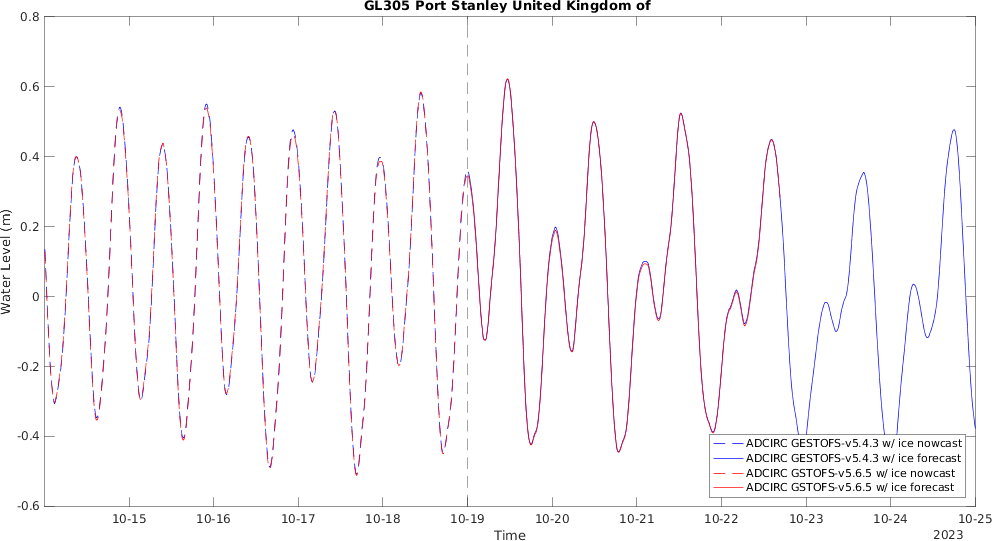 GL305 Port Stanley United Kingdom of
0.8
0.6
0.4
0.2
0
-0.2
-0.4
-0.6
Water Level (m)
10-15 10-16 10-17 10-18 10-19 10-20 10-21 10-22 10-23 10-24 10-25
Time
2023
ADCIRC GESTOFS-v5.4.3 w/ ice nowcast
ADCIRC GESTOFS-v5.4.3 w/ ice forecast
ADCIRC GSTOFS-v5.6.5 w/ ice nowcast
ADCIRC GSTOFS-v5.6.5 w/ ice forecast